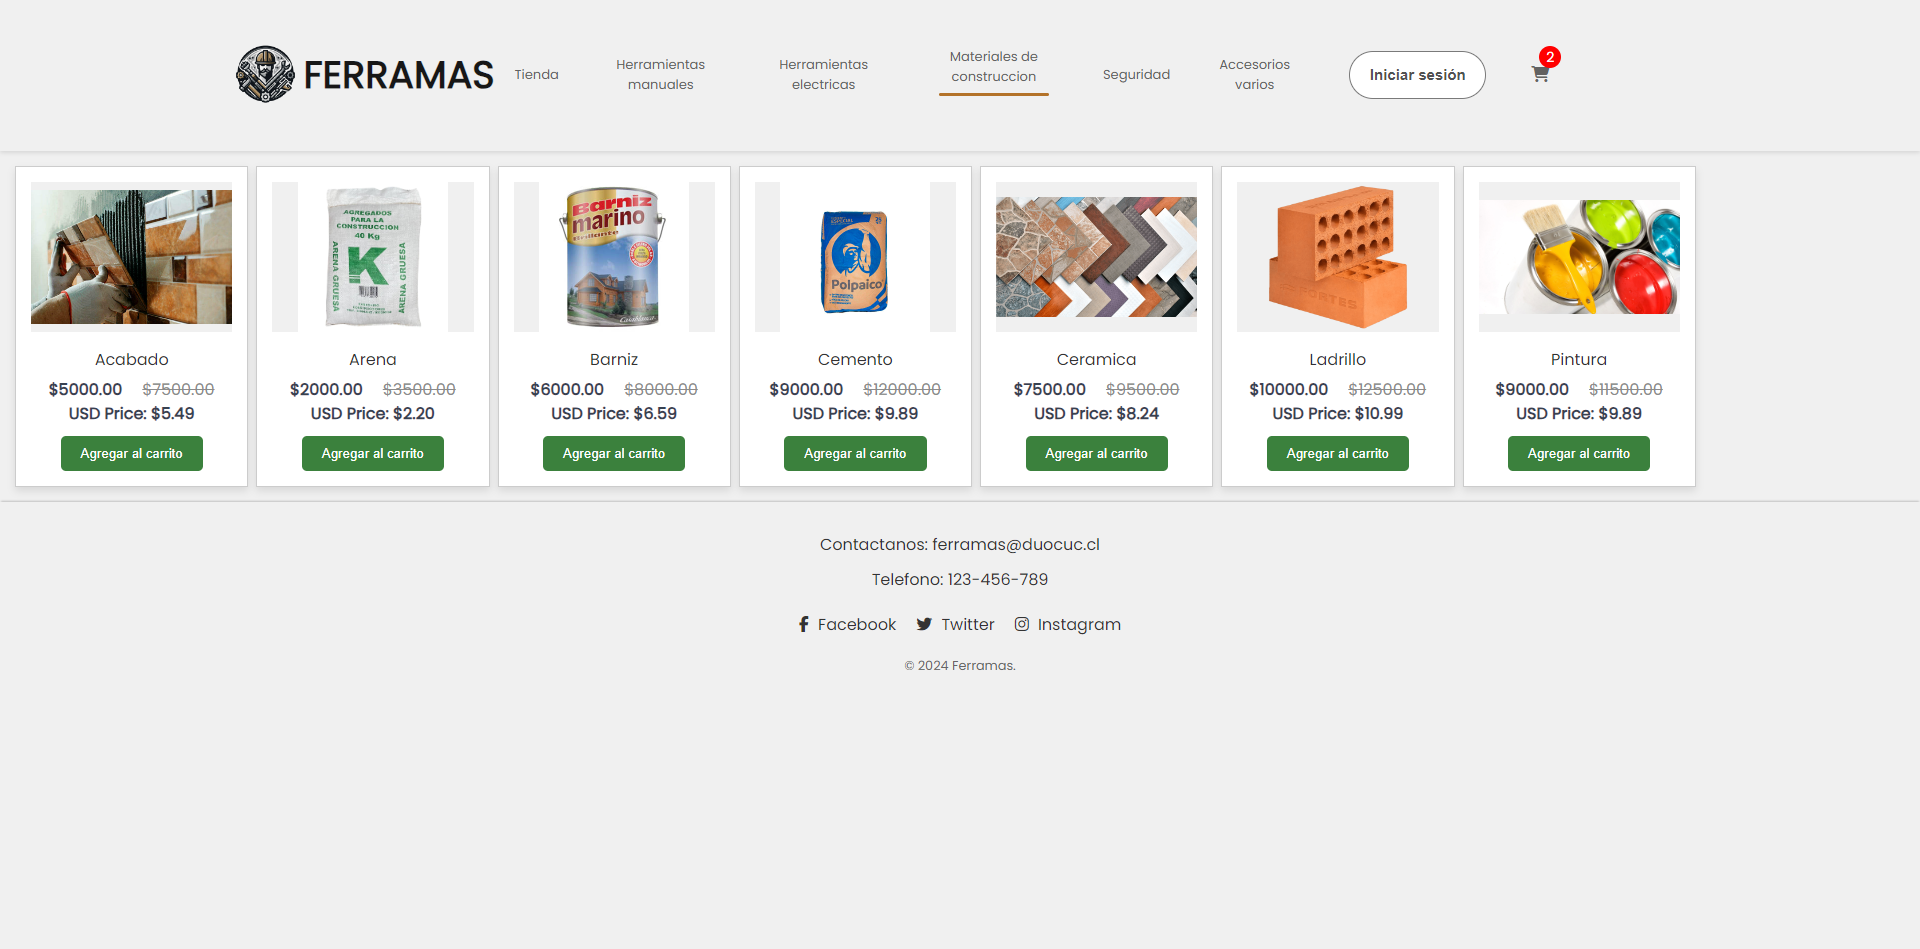 FERRAMAS
Tienda
Herramientas
manuales
Herramientas
electricas
Materiales de
construccion
Seguridad
Accesorios
varios
Iniciar sesión
2
AGREGADOS
PARA LA
CONSTRUCCION
40 Kg
K
ARENA GRUESA
ARENA GRUESA
Barniz
marino
Brillante
Casablanca
Polpaico
Acabado
$5000.00 $7500.00
USD Price: $5.49
Agregar al carrito
Arena
$2000.00 $3500.00
USD Price: $2.20
Agregar al carrito
Barniz
$6000.00 $8000.00
USD Price: $6.59
Agregar al carrito
Cemento
$9000.00 $12000.00
USD Price: $9.89
Agregar al carrito
Ceramica
$7500.00 $9500.00
USD Price: $8.24
Agregar al carrito
Ladrillo
$10000.00 $12500.00
USD Price: $10.99
Agregar al carrito
Pintura
$9000.00 $11500.00
USD Price: $9.89
Agregar al carrito
Contactanos: ferramas@duocuc.cl
Telefono: 123-456-789
Facebook Twitter Instagram
© 2024 Ferramas.